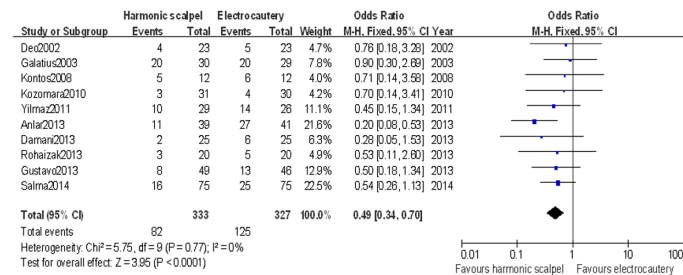 Harmonic scalpel Electrocautery Odds Ratio Odds Ratio
Study or Subgroup Events Total Events Total Weight M-H, Fixed, 95% CI Year M-H, Fixed, 95% CI
Deo2002 4 23 5 23 4.7% 0.76 [0.18, 3.28] 2002
Galatius2003 20 30 20 29 7.8% 0.90 [0.30, 2.69] 2003
Kontos2008 5 12 6 12 4.0% 0.71 [0.14, 3.58] 2008
Kozomara2010 3 31 4 30 4.2% 0.70 [0.14, 3.41] 2010
Yilmaz2011 10 29 14 26 11.1% 0.45 [0.15, 1.34] 2011
Anlar2013 11 39 27 41 21.6% 0.20 [0.08, 0.53] 2013
Damani2013 2 25 6 25 6.3% 0.28 [0.05, 1.53] 2013
Rohaizak2013 3 20 5 20 4.9% 0.53 [0.11, 2.60] 2013
Gustavo2013 8 49 13 46 12.9% 0.50 [0.18, 1.34] 2013
Salma2014 16 75 25 75 22.5% 0.54 [0.26, 1.13] 2014
Total (95% CI) 333 327 100.0% 0.49 [0.34, 0.70]
Total events 82 125
Heterogeneity: Chi² = 5.75, df = 9 (P = 0.77); I² = 0%
Test for overall effect: Z = 3.95 (P < 0.0001)
0.01 0.1 1 10 100
Favours harmonic scalpel Favours electrocautery